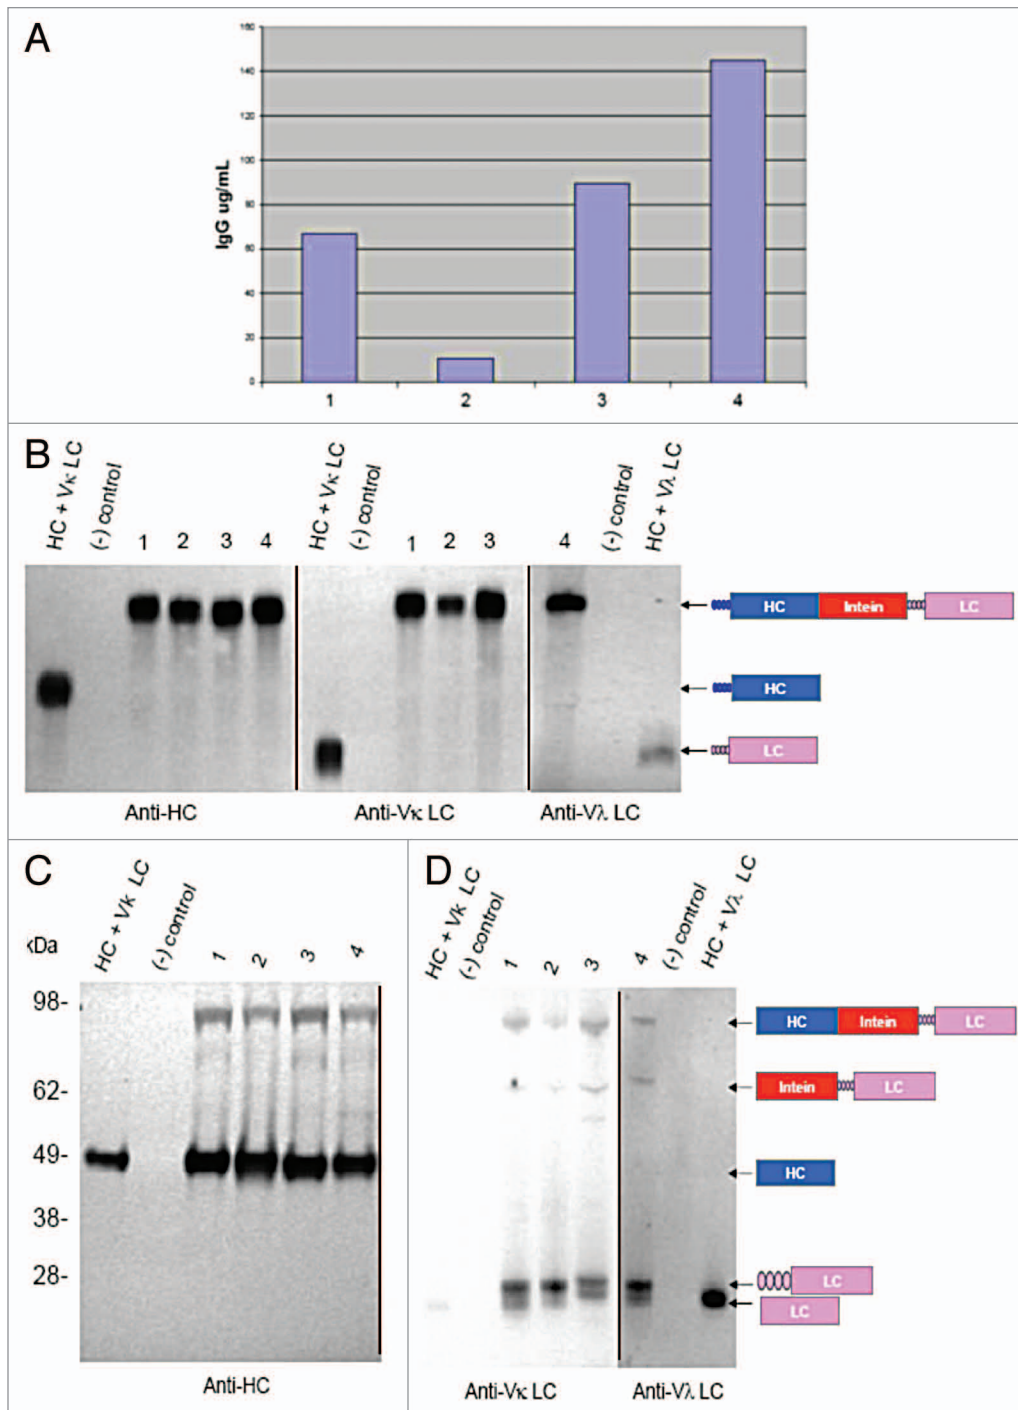 A
160
140
120
100
80
60
40
20
0
IgG ug/mL
1 2 3 4
B
HC + Vκ LC (-) control 1 2 3 4 HC + Vκ LC (-) control 1 2 3 4 (-) control HC + Vλ LC
HC Intein LC
HC
LC
Anti-HC Anti-Vκ LC Anti-Vλ LC
C
kDa
HC + Vκ LC (-) control 1 2 3 4
98-
62-
49-
38-
28-
Anti-HC
D
HC + Vκ LC (-) control 1 2 3 4 (-) control HC + Vλ LC
HC Intein LC
Intein LC
HC
LC
LC
Anti-Vκ LC Anti-Vλ LC